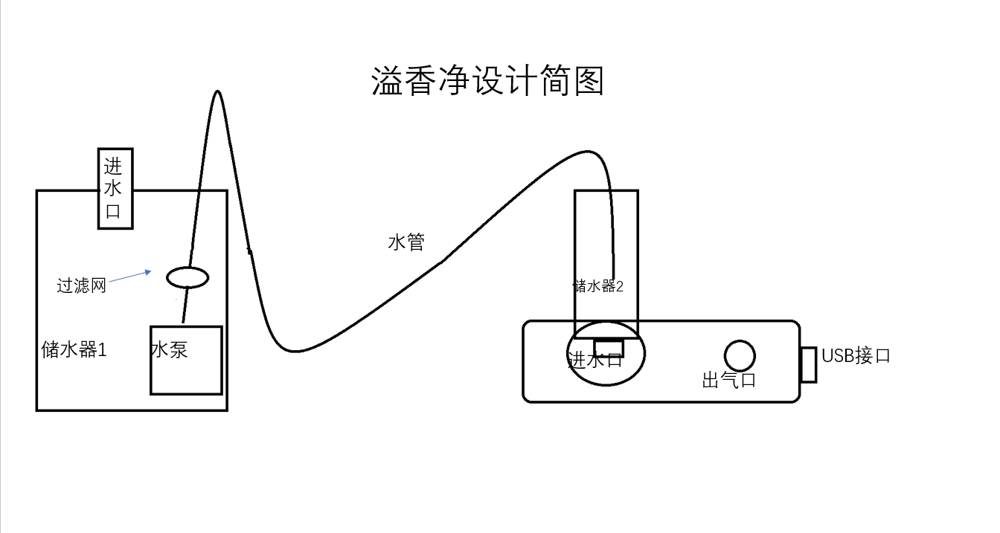 溢香净设计简图
进
水
口
水管
过滤网
储水器2
储水器1
水泵
进水口
USB接口
出气口